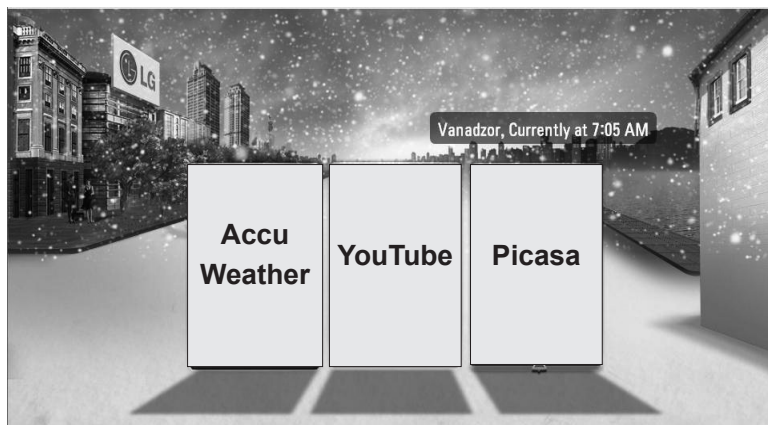 LG
Vanadzor, Currently at 7:05 AM
Accu
Weather
YouTube
Picasa